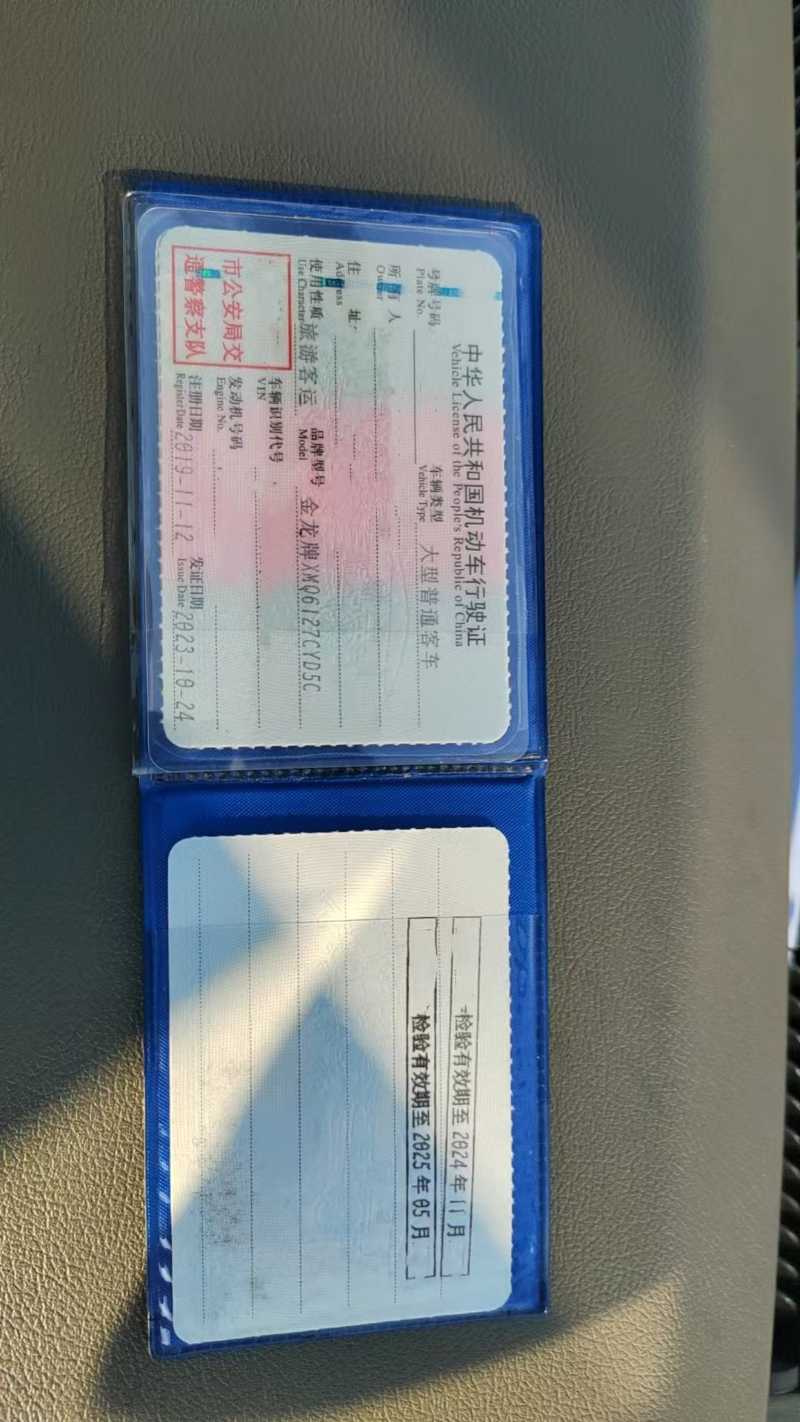 中华人民共和国机动车行驶证
Vehicle License of the People's Republic of China
号牌号码 车辆类型 大型普通客车
Plate No. Vehicle Type
所有人
Owner
住址
Address
使用性质 旅游客运 品牌型号 金龙牌XMQ6127CYD5C
Use Character Model
车辆识别代号
VIN
发动机号码
Engine No.
注册日期 2019-11-12 发证日期 2023-10-24
Register Date Issue Date
市公安局交
通警察支队
检验有效期至2024年11月
检验有效期至2025年05月